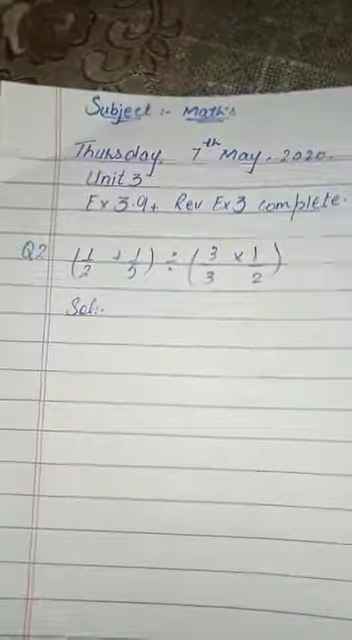 Subject :- Maths
Thursday, 7th May, 2020.
Unit 3
Ex 3.9, Rev Ex 3 complete.
Q2 (1/2 + 1/5) ÷ (3/3 × 1/2)
Sol:-